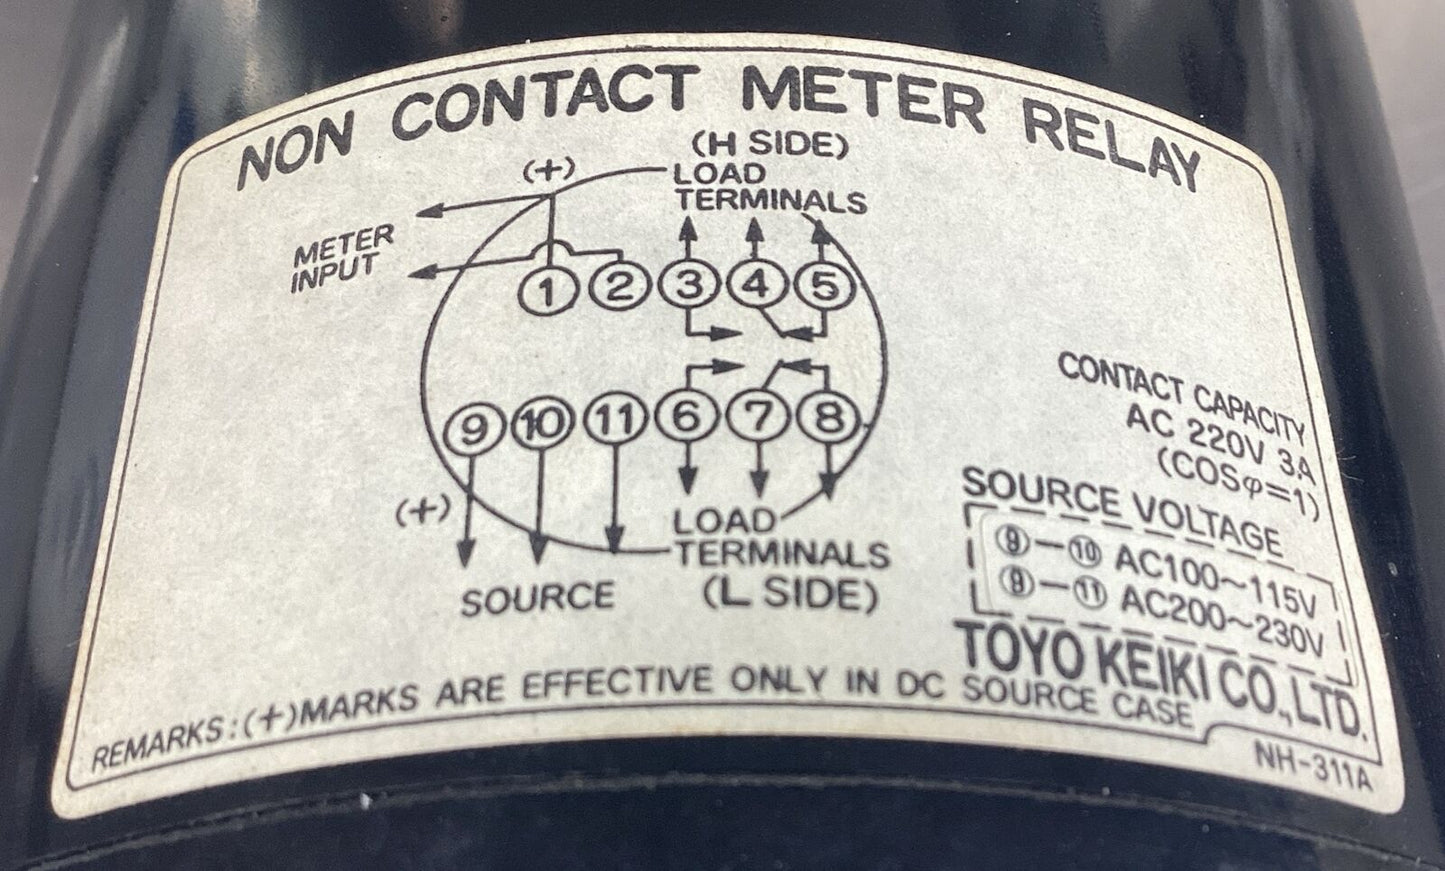 NON CONTACT METER RELAY
(H SIDE)
(+)
LOAD
TERMINALS
METER
INPUT
1 2 3 4 5
9 10 11 6 7 8
(+)
LOAD
TERMINALS
(L SIDE)
SOURCE
CONTACT CAPACITY
AC 220V 3A
(COSφ=1)
SOURCE VOLTAGE
⑨-⑩ AC100~115V
⑨-⑪ AC200~230V
TOYO KEIKI CO., LTD.
REMARKS:(+)MARKS ARE EFFECTIVE ONLY IN DC SOURCE CASE
NH-311A